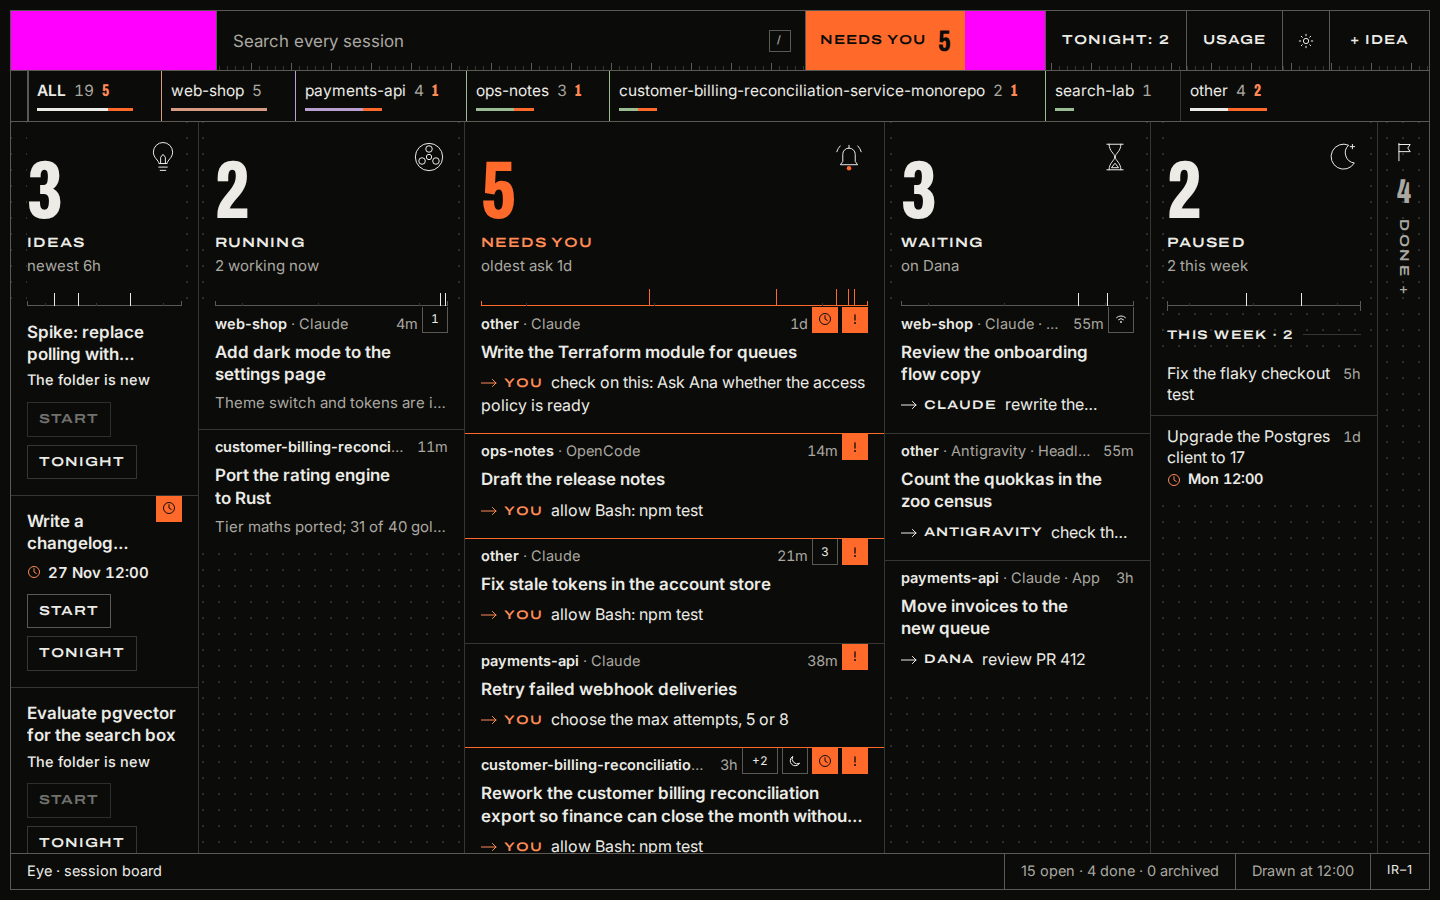 Search every session
/
NEEDS YOU 5
TONIGHT: 2
USAGE
+ IDEA
ALL 19 5
web-shop 5
payments-api 4 1
ops-notes 3 1
customer-billing-reconciliation-service-monorepo 2 1
search-lab 1
other 4 2
3
IDEAS
newest 6h
Spike: replace
polling with...
The folder is new
START
TONIGHT
Write a
changelog...
27 Nov 12:00
START
TONIGHT
Evaluate pgvector
for the search box
The folder is new
START
TONIGHT
2
RUNNING
2 working now
web-shop · Claude 4m 1
Add dark mode to the
settings page
Theme switch and tokens are i...
customer-billing-reconci... 11m
Port the rating engine
to Rust
Tier maths ported; 31 of 40 gol...
5
NEEDS YOU
oldest ask 1d
other · Claude 1d !
Write the Terraform module for queues
→ YOU check on this: Ask Ana whether the access
policy is ready
ops-notes · OpenCode 14m !
Draft the release notes
→ YOU allow Bash: npm test
other · Claude 21m 3 !
Fix stale tokens in the account store
→ YOU allow Bash: npm test
payments-api · Claude 38m !
Retry failed webhook deliveries
→ YOU choose the max attempts, 5 or 8
customer-billing-reconciliatio... 3h +2 !
Rework the customer billing reconciliation
export so finance can close the month withou...
→ YOU allow Bash: npm test
3
WAITING
on Dana
web-shop · Claude · ... 55m
Review the onboarding
flow copy
→ CLAUDE rewrite the...
other · Antigravity · Headl... 55m
Count the quokkas in the
zoo census
→ ANTIGRAVITY check th...
payments-api · Claude · App 3h
Move invoices to the
new queue
→ DANA review PR 412
2
PAUSED
2 this week
THIS WEEK · 2
Fix the flaky checkout 5h
test
Upgrade the Postgres 1d
client to 17
Mon 12:00
4 DONE +
Eye · session board
15 open · 4 done · 0 archived
Drawn at 12:00
IR–1